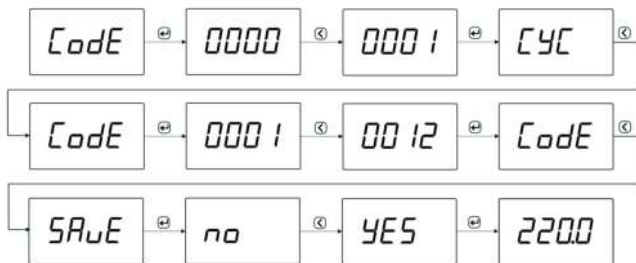 CodE 0000 0001 CYC
CodE 0001 0012 CodE
SAvE no YES 220.0